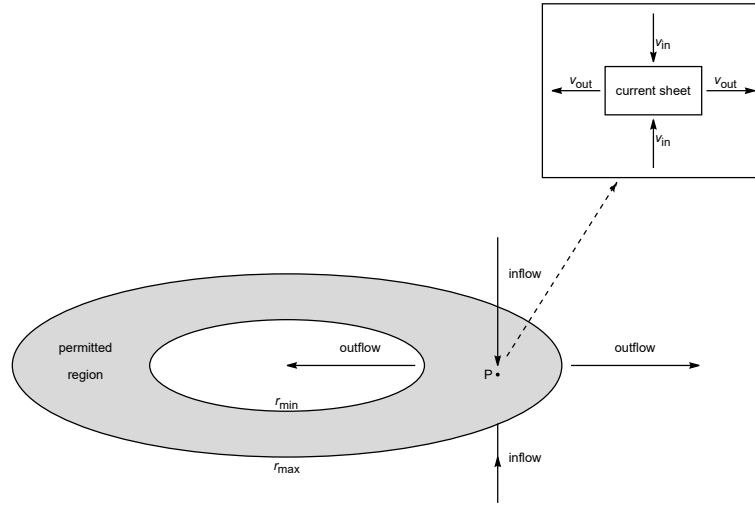 v_in
v_out
current sheet
v_out
v_in
inflow
permitted
region
outflow
P
outflow
r_min
inflow
r_max